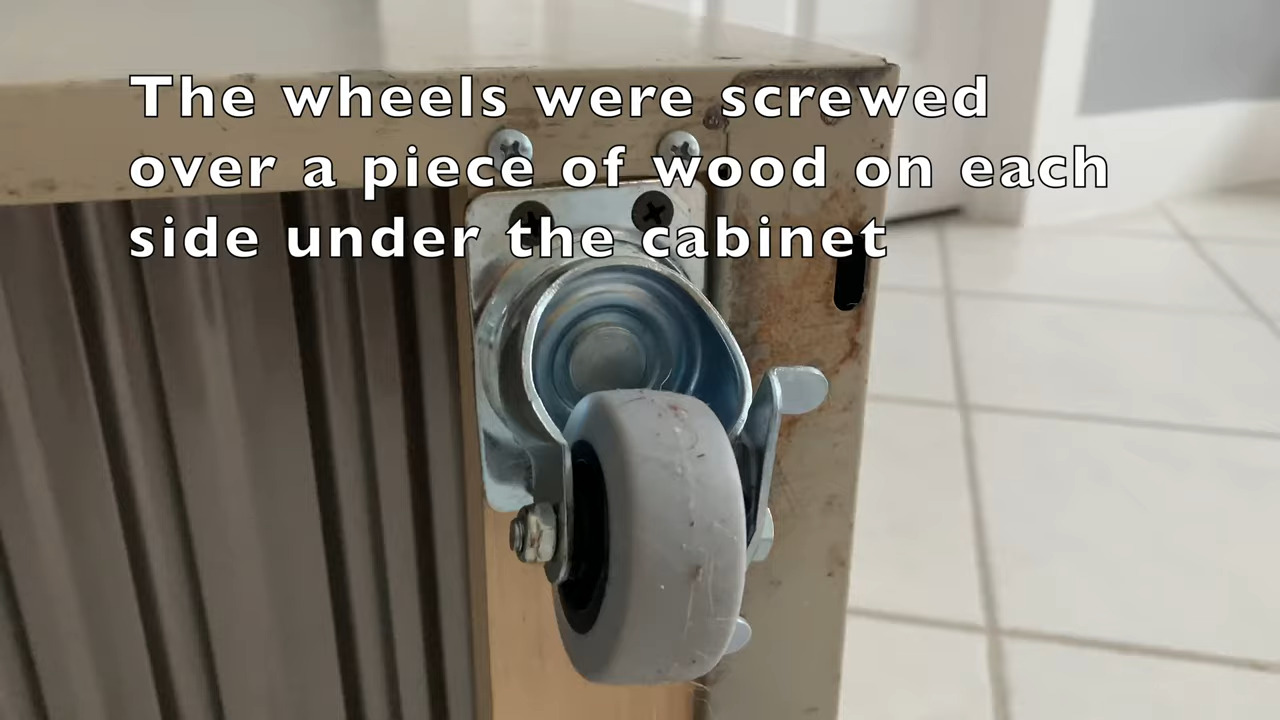 The wheels were screwed
over a piece of wood on each
side under the cabinet